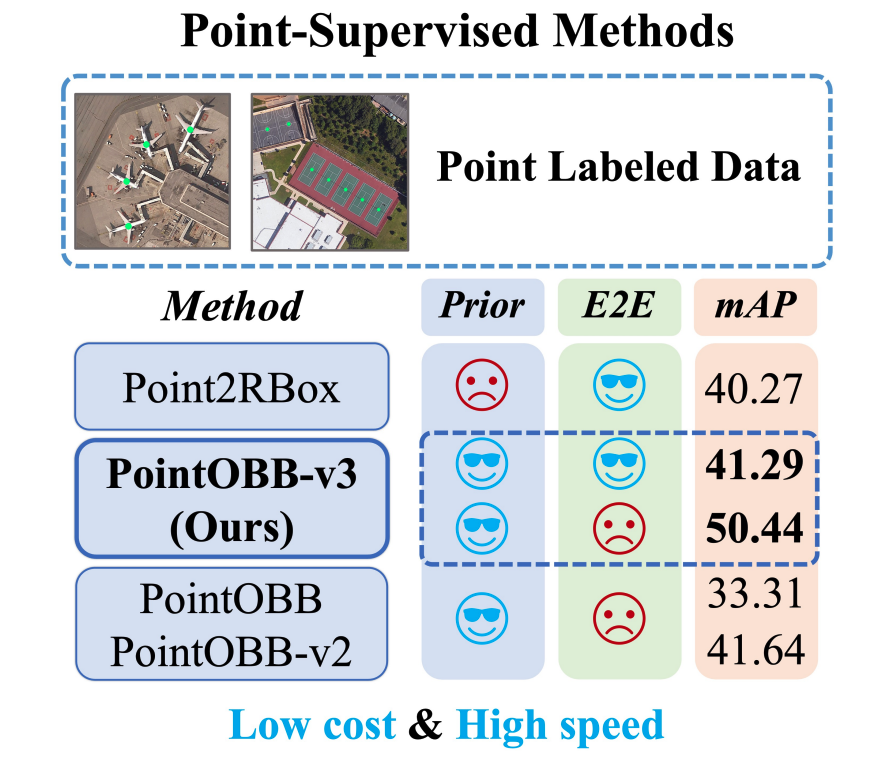 Point-Supervised Methods
Point Labeled Data
Method Prior E2E mAP
Point2RBox 40.27
PointOBB-v3 41.29
(Ours) 50.44
PointOBB 33.31
PointOBB-v2 41.64
Low cost & High speed